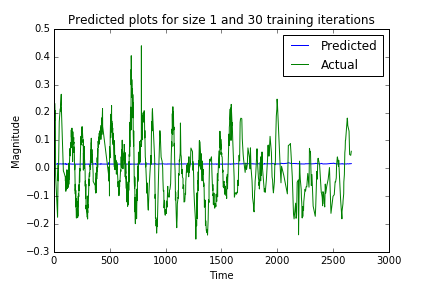 Predicted plots for size 1 and 30 training iterations
0.5
0.4
0.3
0.2
0.1
0.0
−0.1
−0.2
−0.3
Magnitude
Predicted
Actual
0 500 1000 1500 2000 2500 3000
Time